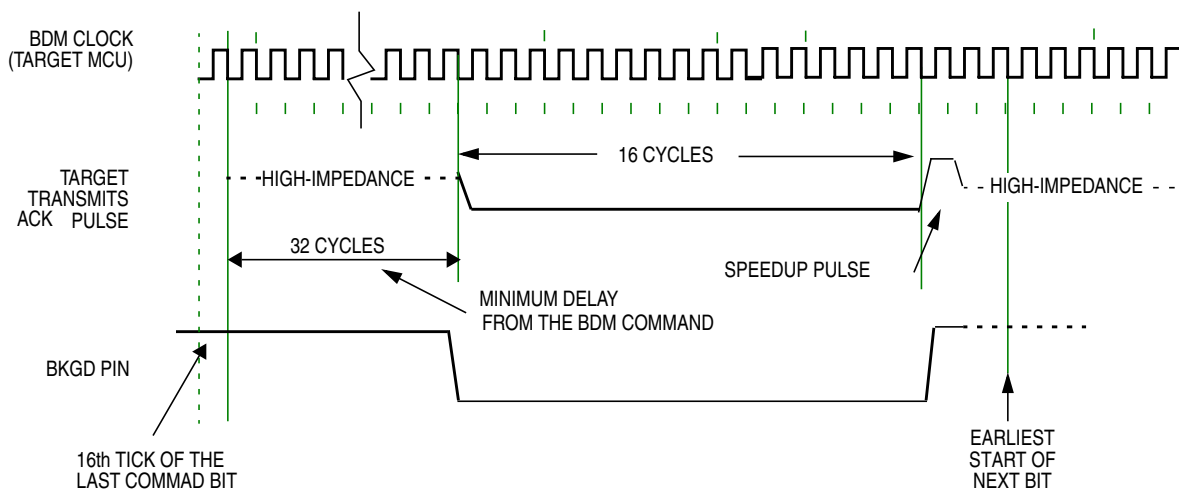 BDM CLOCK
(TARGET MCU)
16 CYCLES
TARGET
TRANSMITS
ACK PULSE
HIGH-IMPEDANCE
HIGH-IMPEDANCE
32 CYCLES
SPEEDUP PULSE
MINIMUM DELAY
FROM THE BDM COMMAND
BKGD PIN
16th TICK OF THE
LAST COMMAD BIT
EARLIEST
START OF
NEXT BIT